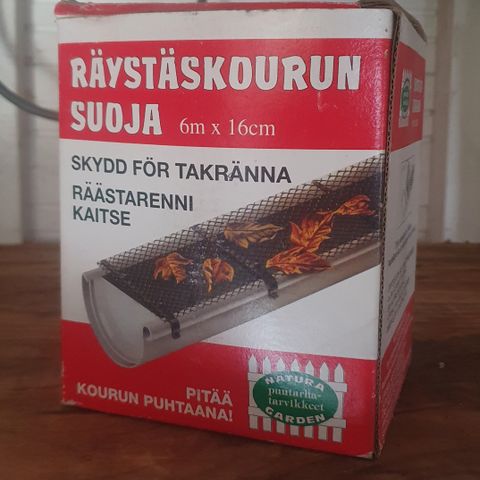 RÄYSTÄSKOURUN
SUOJA 6m x 16cm
SKYDD FÖR TAKRÄNNA
RÄÄSTARENNI
KAITSE
PITÄÄ
KOURUN PUHTAANA!
NATURA
puutarha-
tarvikkeet
GARDEN